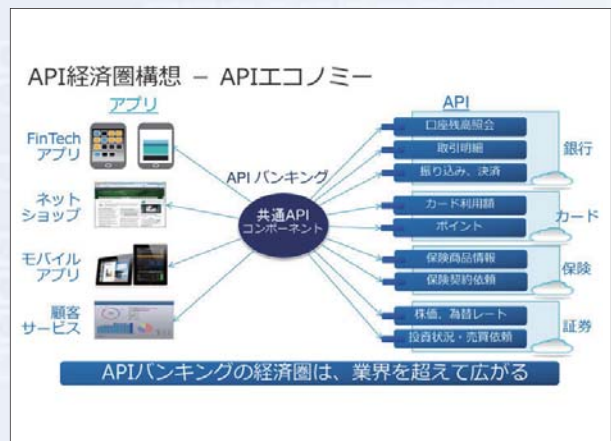 API経済圏構想 – APIエコノミー
アプリ
FinTech
アプリ
ネット
ショップ
モバイル
アプリ
顧客
サービス
API バンキング
共通API
コンポーネント
API
口座残高照会
取引明細
振り込み、決済
銀行
カード利用額
ポイント
カード
保険商品情報
保険契約依頼
保険
株価、為替レート
投資状況・売買依頼
証券
APIバンキングの経済圏は、業界を超えて広がる